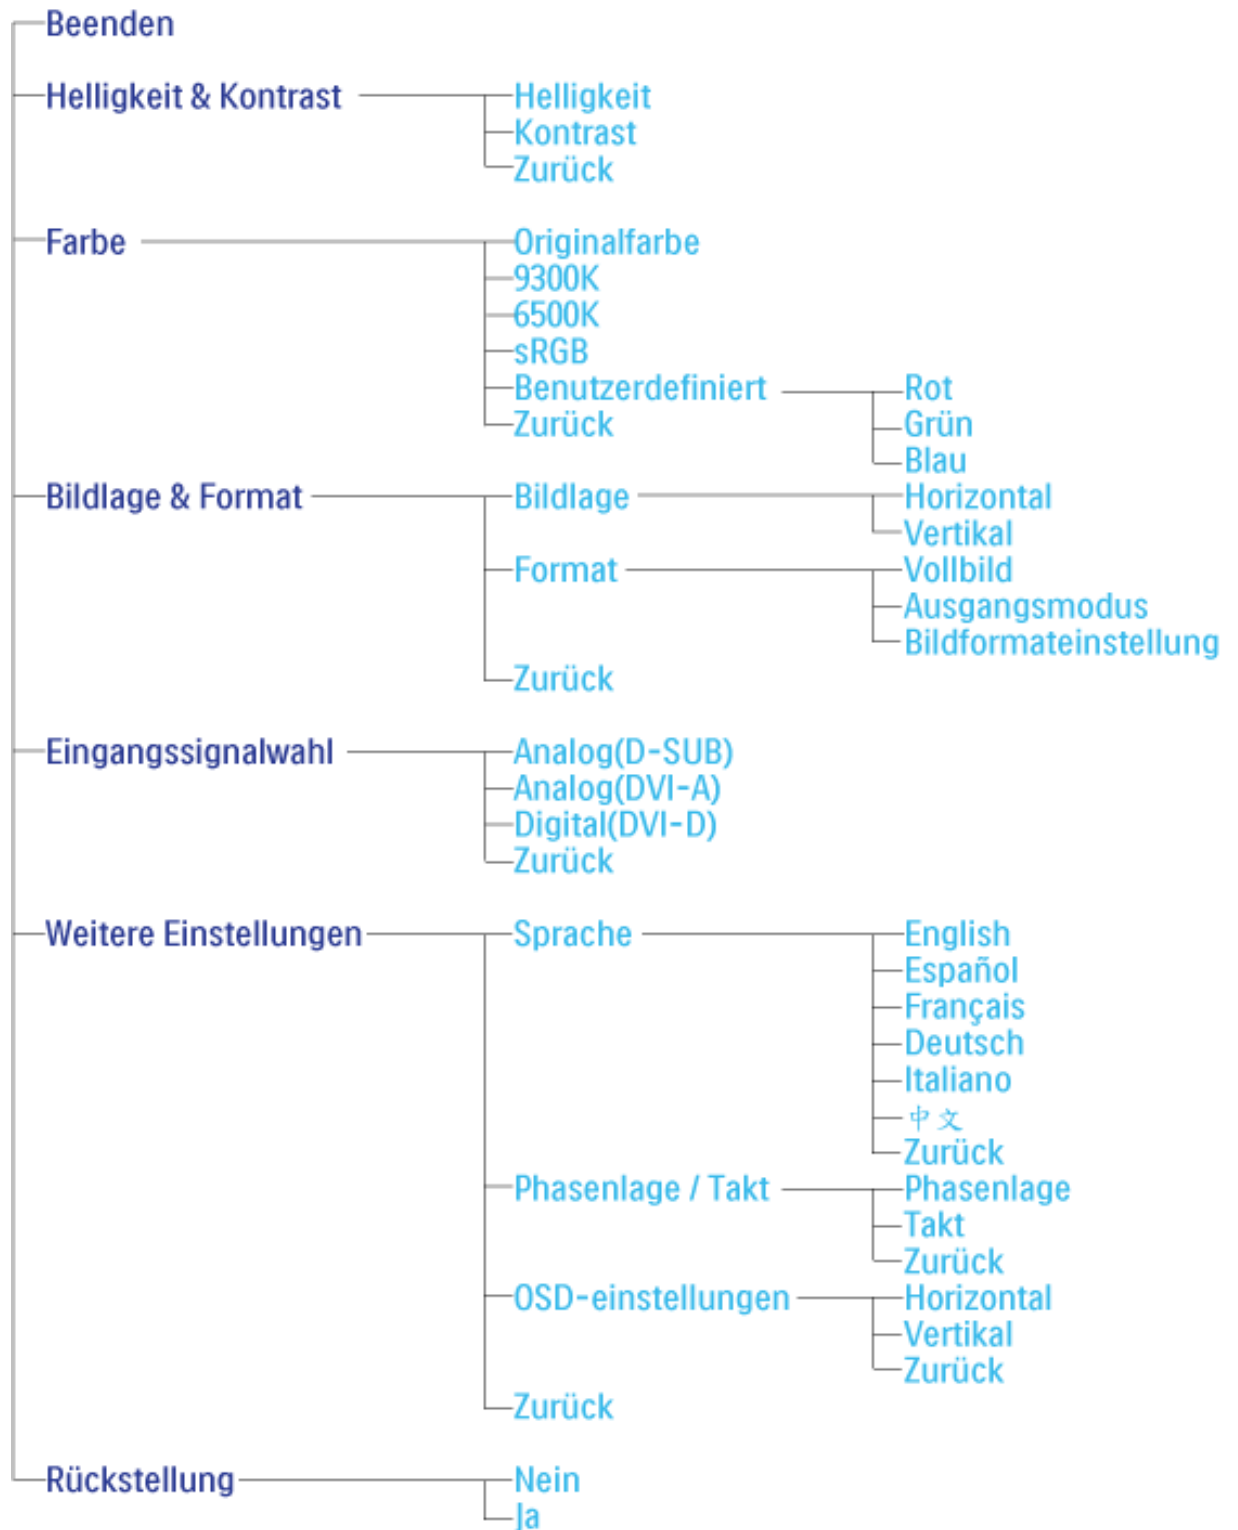 Beenden
Helligkeit & Kontrast Helligkeit
Kontrast
Zurück
Farbe Originalfarbe
9300K
6500K
sRGB
Benutzerdefiniert Rot
Zurück Grün
Blau
Bildlage & Format Bildlage Horizontal
Vertikal
Format Vollbild
Ausgangsmodus
Bildformateinstellung
Zurück
Eingangssignalwahl Analog(D-SUB)
Analog(DVI-A)
Digital(DVI-D)
Zurück
Weitere Einstellungen Sprache English
Español
Français
Deutsch
Italiano
中文
Zurück
Phasenlage / Takt Phasenlage
Takt
Zurück
OSD-einstellungen Horizontal
Vertikal
Zurück
Zurück
Rückstellung Nein
Ja